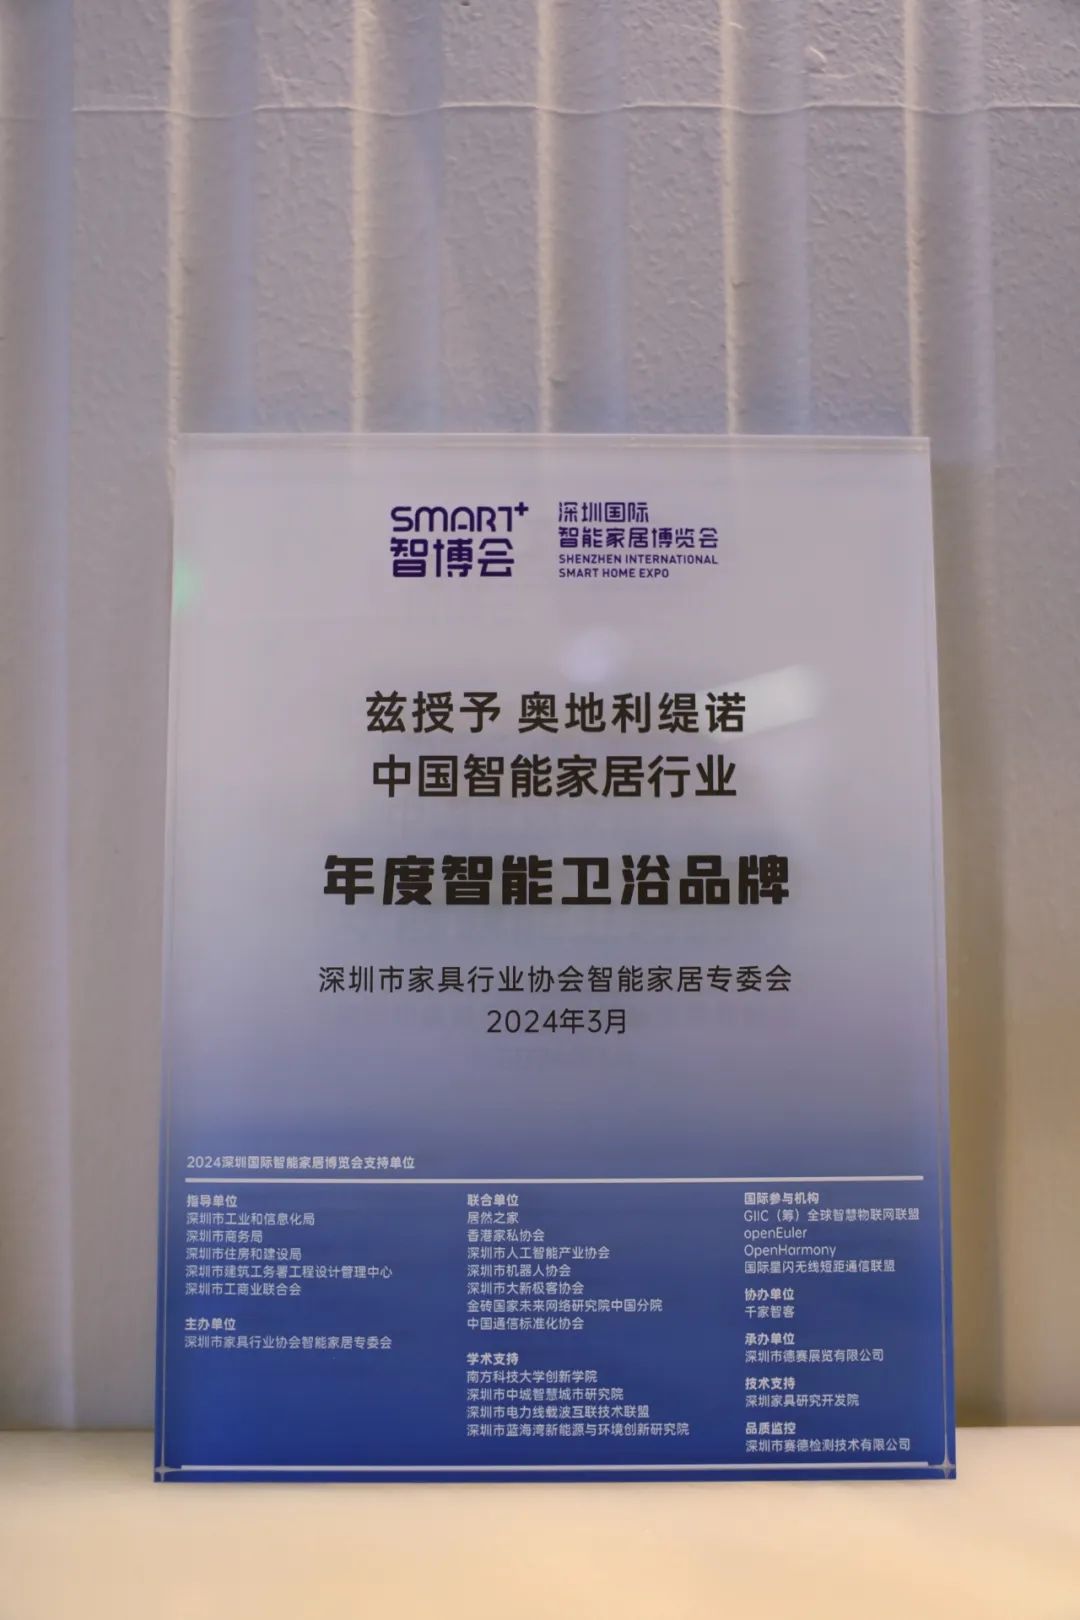 SMART+
智博会
深圳国际
智能家居博览会
SHENZHEN INTERNATIONAL
SMART HOME EXPO
兹授予 奥地利缇诺
中国智能家居行业
年度智能卫浴品牌
深圳市家具行业协会智能家居专委会
2024年3月
2024深圳国际智能家居博览会支持单位
指导单位
深圳市工业和信息化局
深圳市商务局
深圳市住房和建设局
深圳市建筑工务署工程设计管理中心
深圳市工商业联合会
主办单位
深圳市家具行业协会智能家居专委会
联合单位
居然之家
香港家私协会
深圳市人工智能产业协会
深圳市机器人协会
深圳市大新极客协会
金砖国家未来网络研究院中国分院
中国通信标准化协会
学术支持
南方科技大学创新学院
深圳市中城智慧城市研究院
深圳市电力线载波互联技术联盟
深圳市蓝海湾新能源与环境创新研究院
国际参与机构
GIIC（筹）全球智慧物联网联盟
openEuler
OpenHarmony
国际星闪无线短距通信联盟
协办单位
千家智客
承办单位
深圳市德赛展览有限公司
技术支持
深圳家具研究开发院
品质监控
深圳市赛德检测技术有限公司